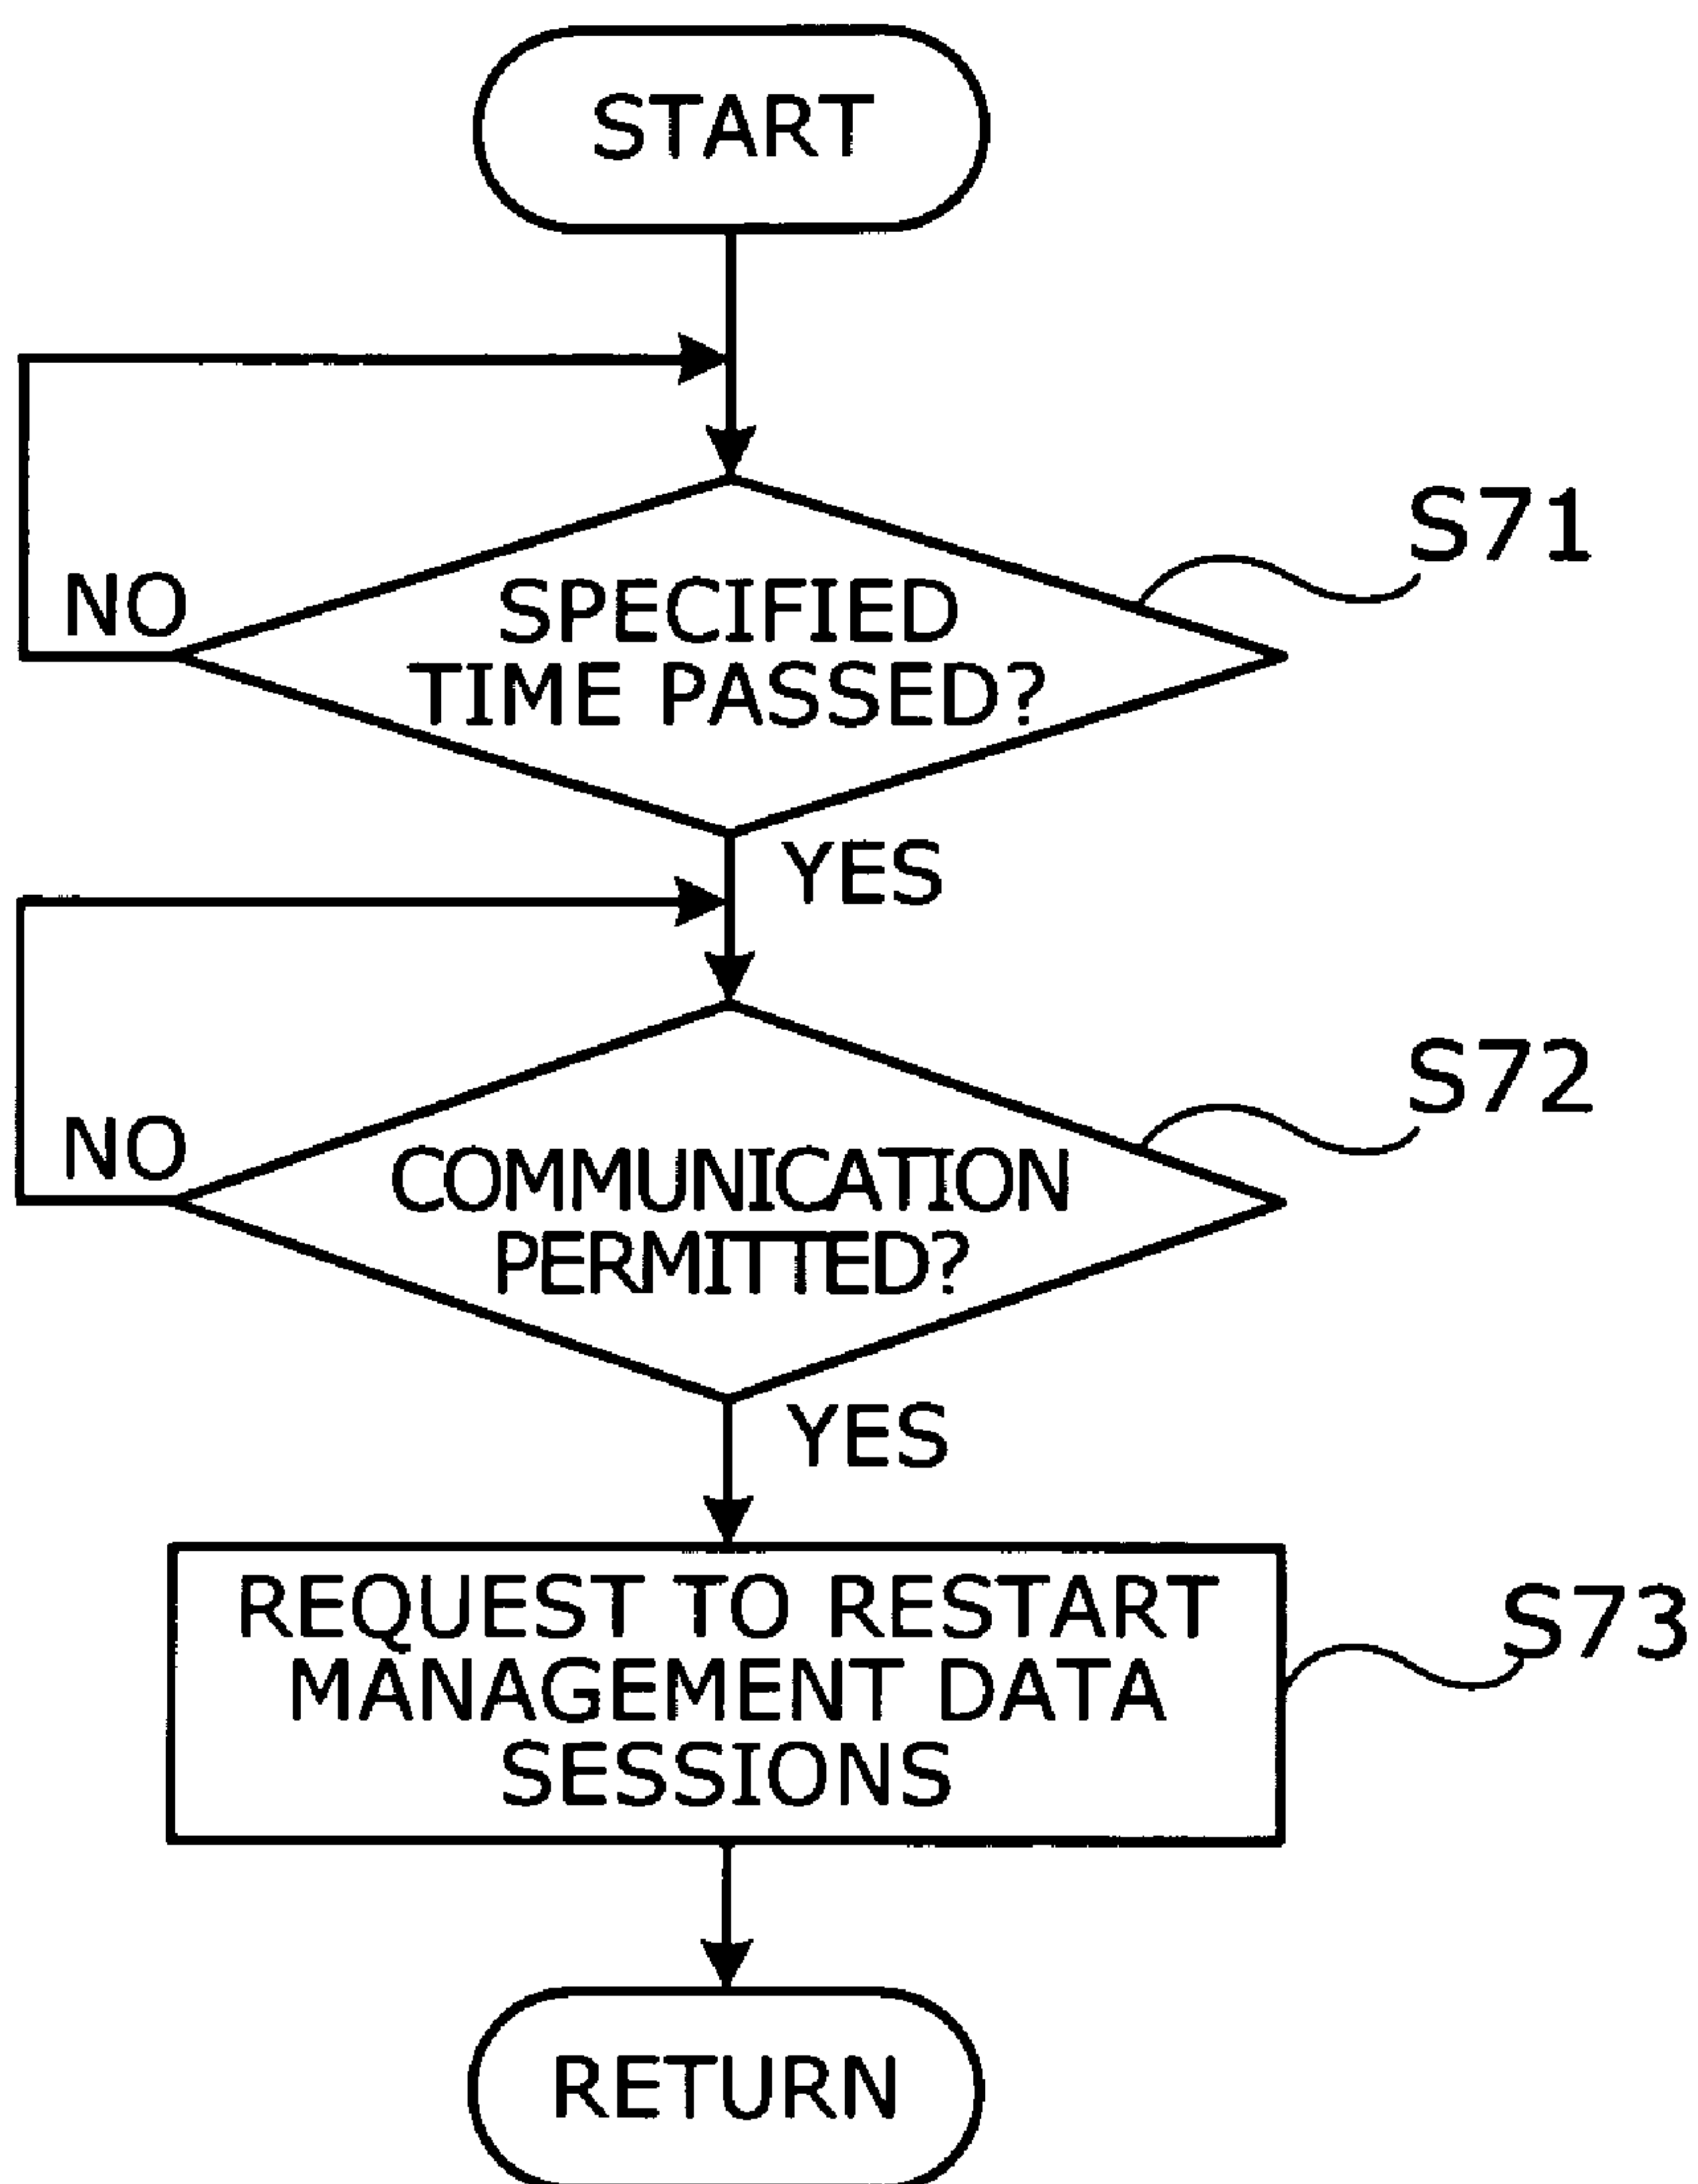 START
S71
NO
SPECIFIED
TIME PASSED?
YES
S72
NO
COMMUNICATION
PERMITTED?
YES
REQUEST TO RESTART
MANAGEMENT DATA
SESSIONS
S73
RETURN